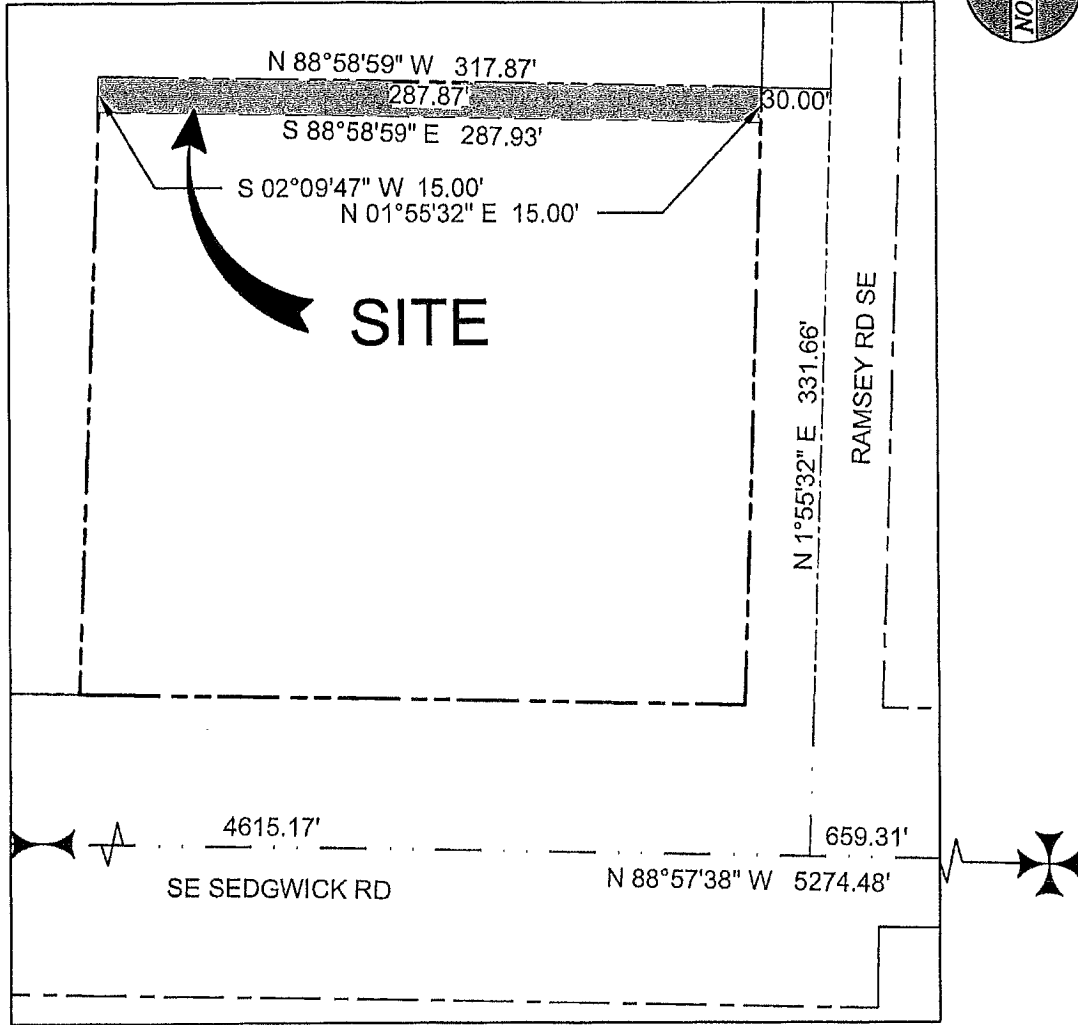 NO
N 88°58'59" W 317.87'
287.87'
30.00'
S 88°58'59" E 287.93'
S 02°09'47" W 15.00'
N 01°55'32" E 15.00'
SITE
N 1°55'32" E 331.66'
RAMSEY RD SE
4615.17'
659.31'
SE SEDGWICK RD
N 88°57'38" W 5274.48'